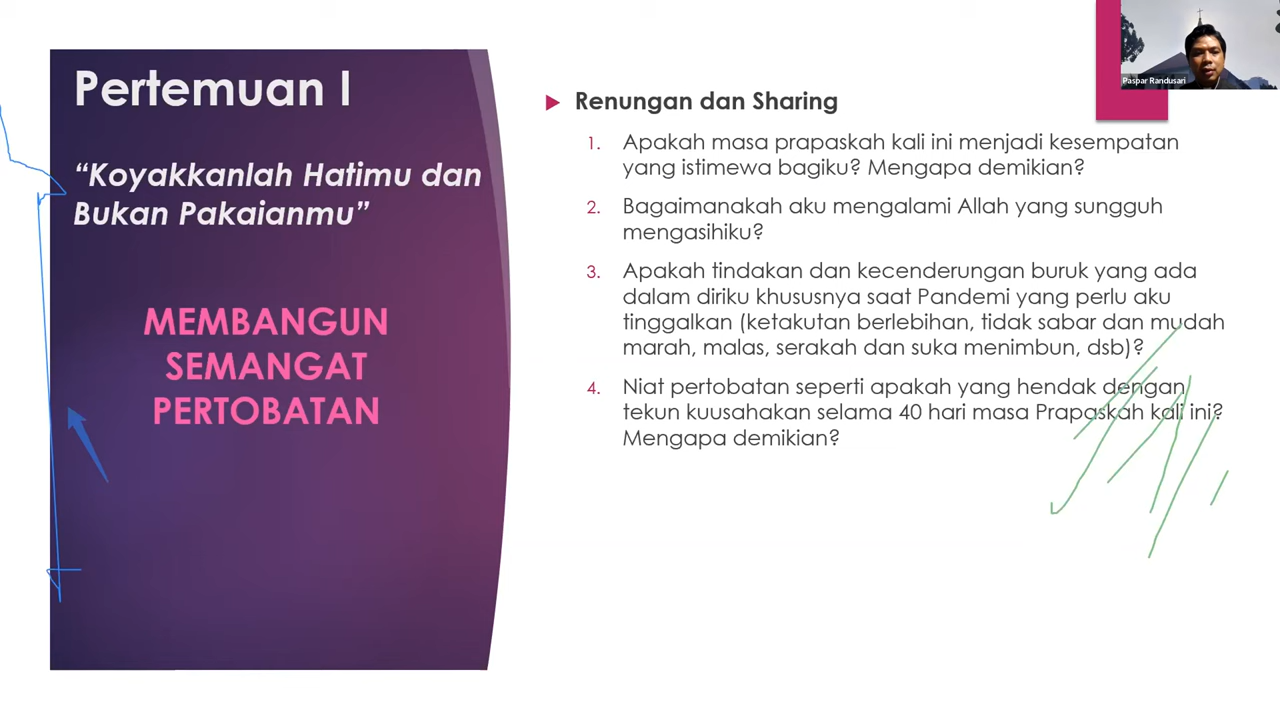 Pertemuan I
“Koyakkanlah Hatimu dan
Bukan Pakaianmu”
MEMBANGUN
SEMANGAT
PERTOBATAN
Renungan dan Sharing
1. Apakah masa prapaskah kali ini menjadi kesempatan
yang istimewa bagiku? Mengapa demikian?
2. Bagaimanakah aku mengalami Allah yang sungguh
mengasihiku?
3. Apakah tindakan dan kecenderungan buruk yang ada
dalam diriku khususnya saat Pandemi yang perlu aku
tinggalkan (ketakutan berlebihan, tidak sabar dan mudah
marah, malas, serakah dan suka menimbun, dsb)?
4. Niat pertobatan seperti apakah yang hendak dengan
tekun kuusahakan selama 40 hari masa Prapaskah kali ini?
Mengapa demikian?
Paspar Randusari